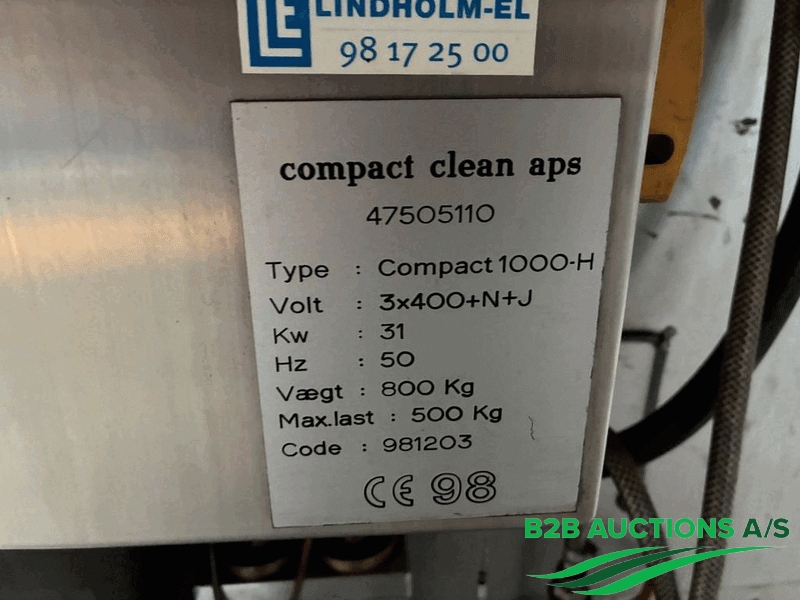 LE LINDHOLM-EL
98 17 25 00
compact clean aps
47505110
Type : Compact 1000-H
Volt : 3x400+N+J
Kw : 31
Hz : 50
Vægt : 800 Kg
Max.last : 500 Kg
Code : 981203
CE 98
B2B AUCTIONS A/S